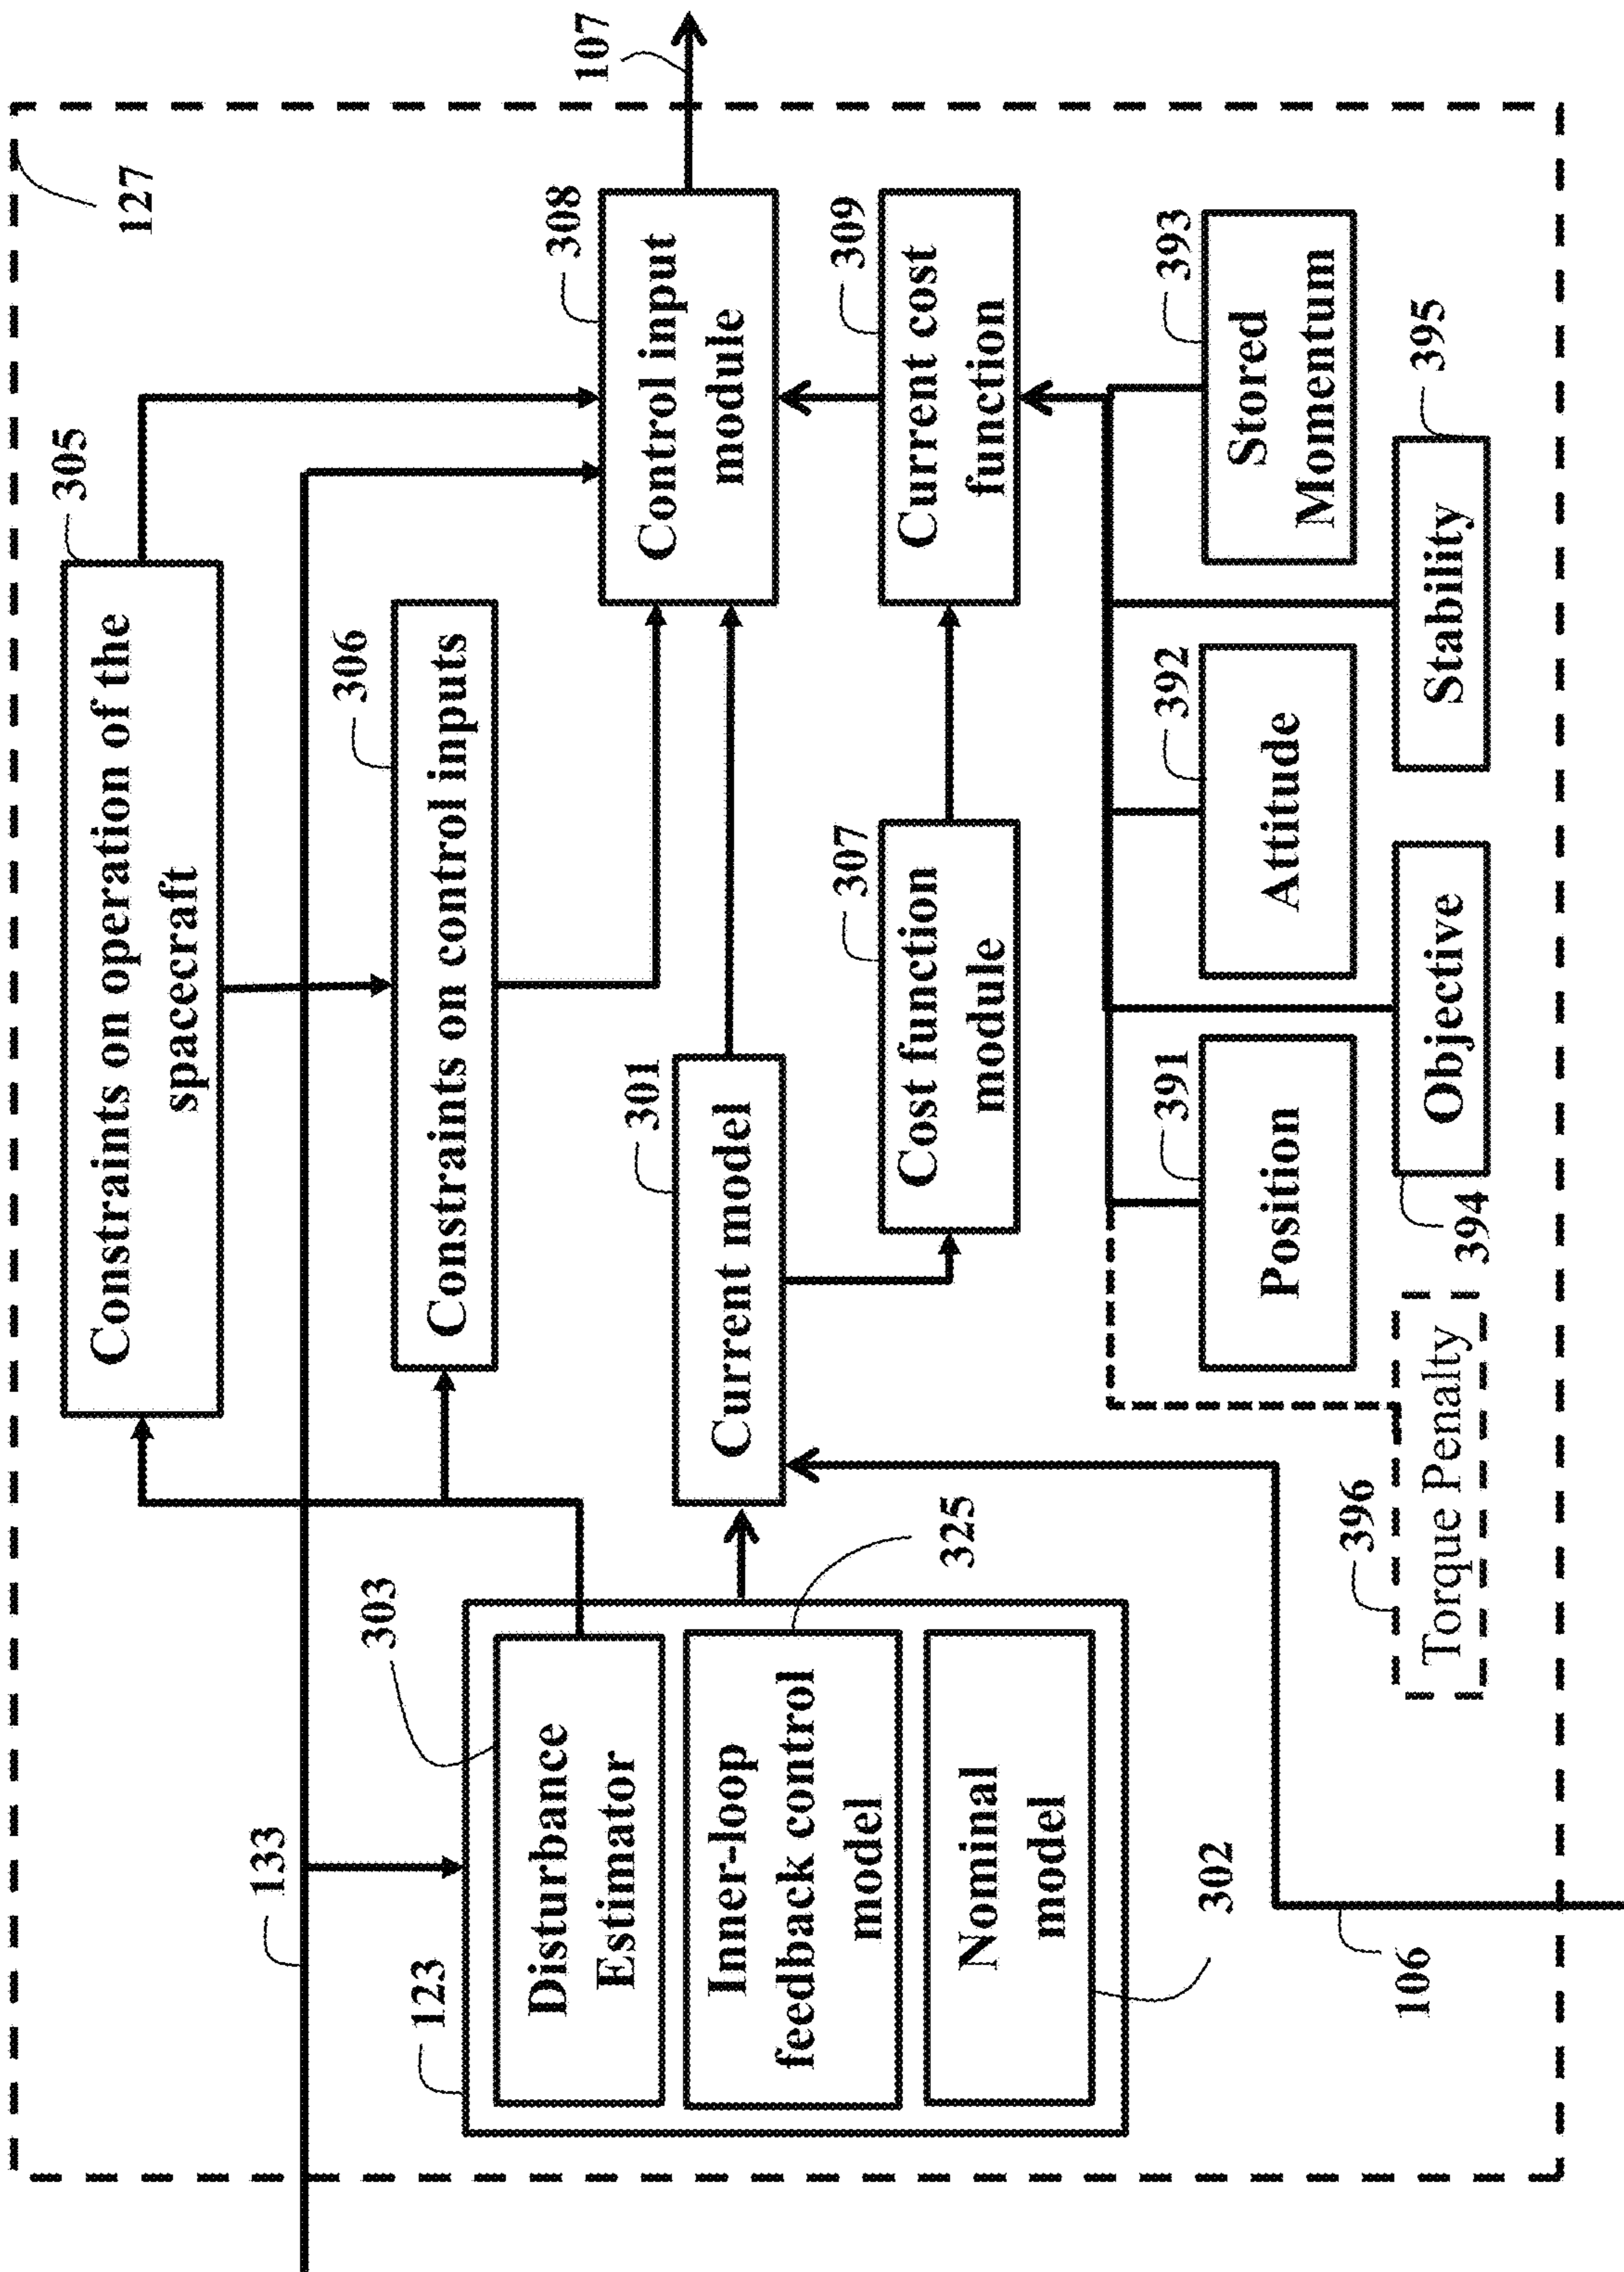 127
107
133
305
Constraints on operation of the
spacecraft
306
Constraints on control inputs
308
Control input
module
123
303
Disturbance
Estimator
325
Inner-loop
feedback control
model
Nominal
model
302
301
Current model
307
Cost function
module
309
Current cost
function
391
Position
392
Attitude
393
Stored
Momentum
396
Torque Penalty
394
Objective
395
Stability
106